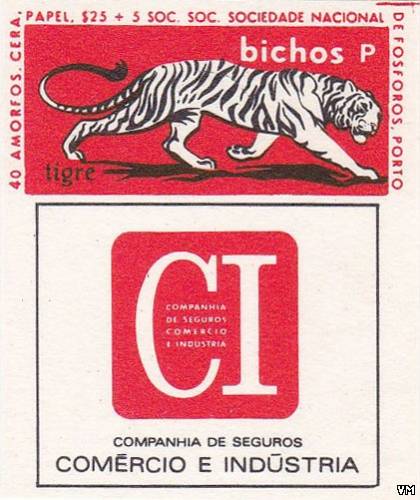 40 AMORFOS. CERA. PAPEL, $25 + 5 SOC. SOC. SOCIEDADE NACIONAL DE FOSFOROS, PORTO
bichos P
tigre
CI
COMPANHIA
DE SEGUROS
COMERCIO
E INDUSTRIA
COMPANHIA DE SEGUROS
COMÉRCIO E INDÚSTRIA
VM